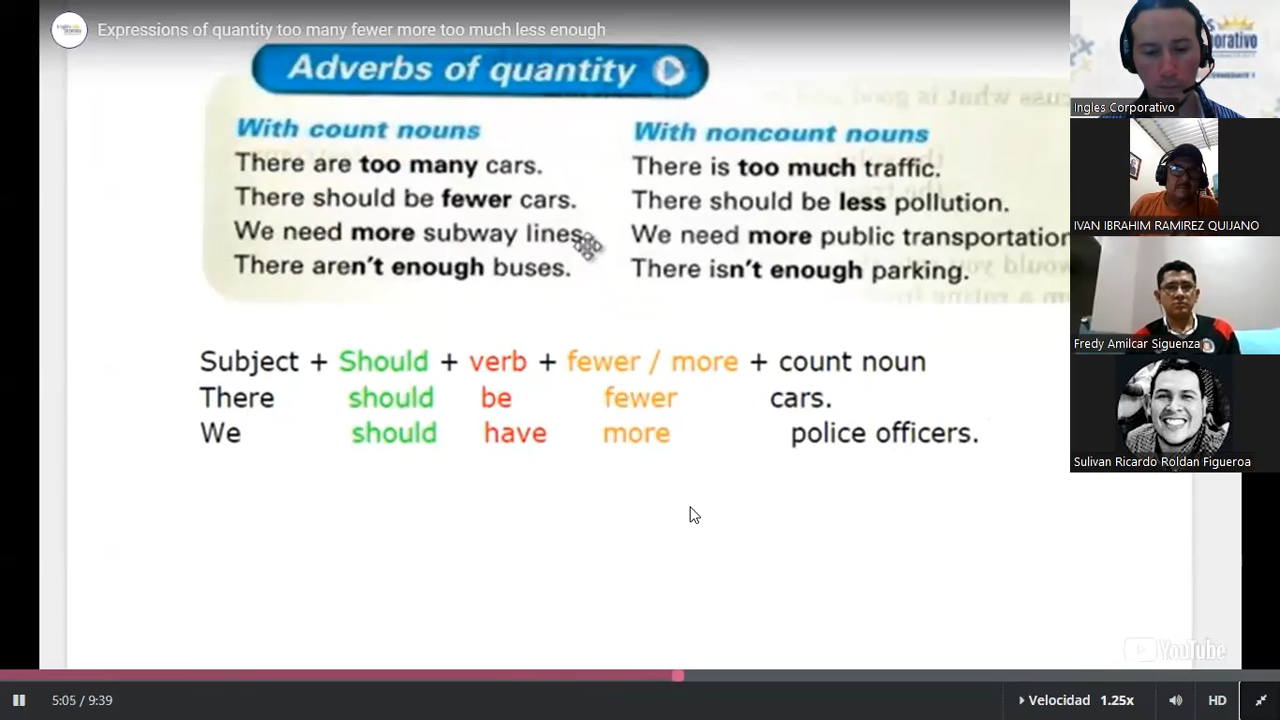 Expressions of quantity too many fewer more too much less enough
Adverbs of quantity
With count nouns
There are too many cars.
There should be fewer cars.
We need more subway lines.
There aren't enough buses.
With noncount nouns
There is too much traffic.
There should be less pollution.
We need more public transportation
There isn't enough parking.
Subject + Should + verb + fewer / more + count noun
There should be fewer cars.
We should have more police officers.
YouTube
5:05 / 9:39
Velocidad 1.25x
HD
Ingles Corporativo
IVAN IBRAHIM RAMIREZ QUIJANO
Fredy Amilcar Siguenza
Sulivan Ricardo Roldan Figueroa